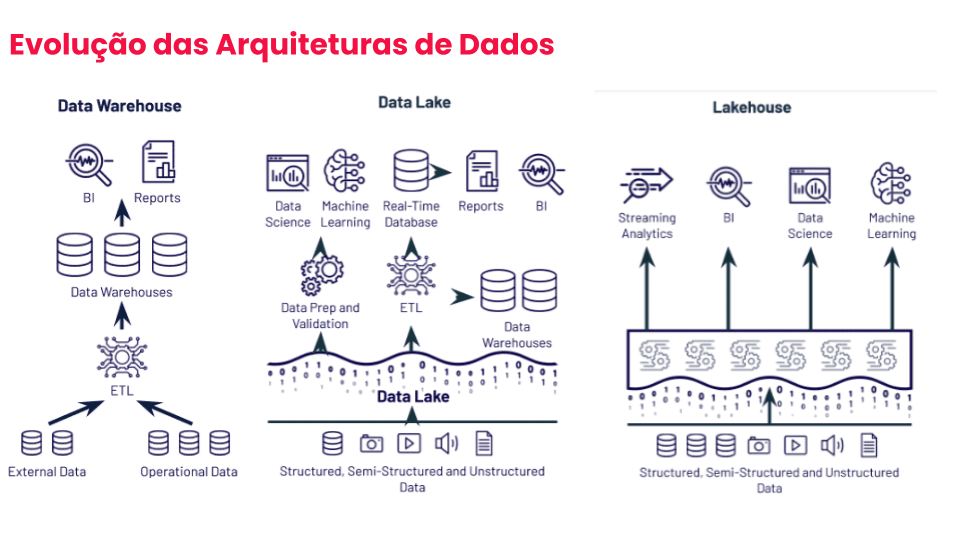 Evolução das Arquiteturas de Dados
Data Warehouse
BI
Reports
Data Warehouses
ETL
External Data
Operational Data
Data Lake
Data
Science
Machine
Learning
Real-Time
Database
Reports
BI
Data Prep and
Validation
ETL
Data
Warehouses
Data Lake
Structured, Semi-Structured and Unstructured
Data
Lakehouse
Streaming
Analytics
BI
Data
Science
Machine
Learning
Structured, Semi-Structured and Unstructured
Data